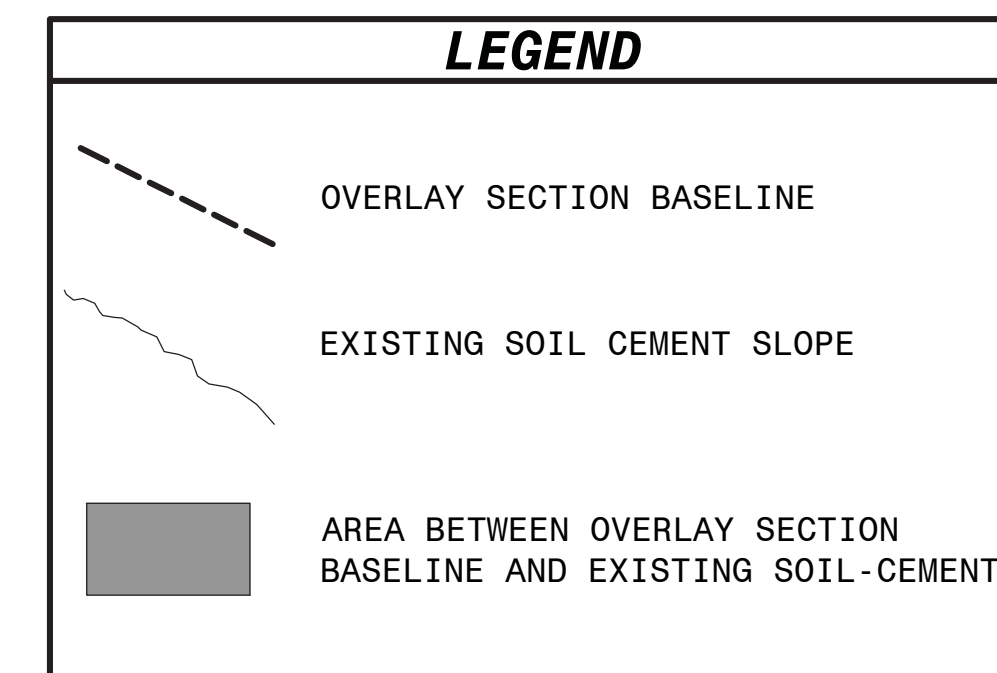 LEGEND
OVERLAY SECTION BASELINE
EXISTING SOIL CEMENT SLOPE
AREA BETWEEN OVERLAY SECTION
BASELINE AND EXISTING SOIL-CEMENT